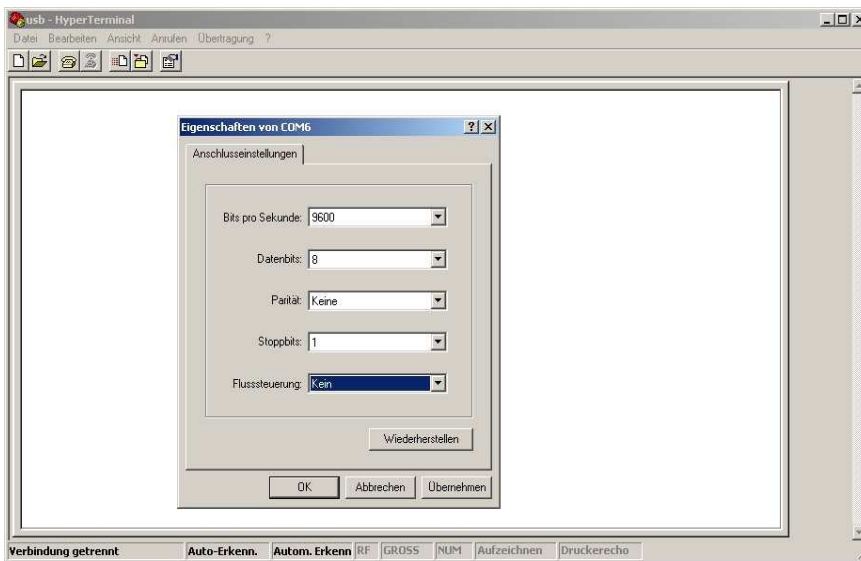 usb - HyperTerminal
Datei Bearbeiten Ansicht Anrufen Übertragung ?
Eigenschaften von COM6
Anschlusseinstellungen
Bits pro Sekunde: 9600
Datenbits: 8
Parität: Keine
Stoppbits: 1
Flusssteuerung: Kein
Wiederherstellen
OK Abbrechen Übernehmen
Verbindung getrennt Auto-Erkenn. Autom. Erkenn RF GROSS NUM Aufzeichnen Druckerecho